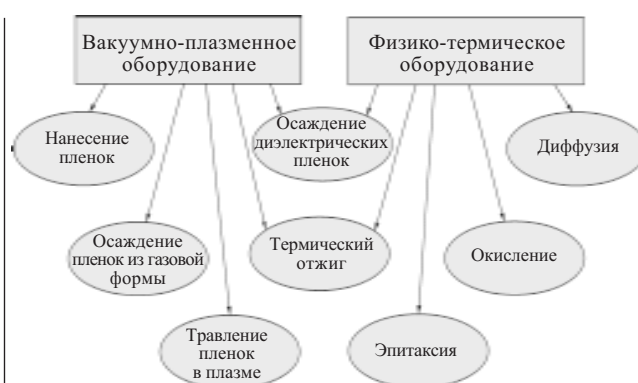 Вакуумно-плазменное
оборудование
Физико-термическое
оборудование
Нанесение
пленок
Осаждение
диэлектрических
пленок
Диффузия
Осаждение
пленок из газовой
формы
Термический
отжиг
Окисление
Травление
пленок
в плазме
Эпитаксия